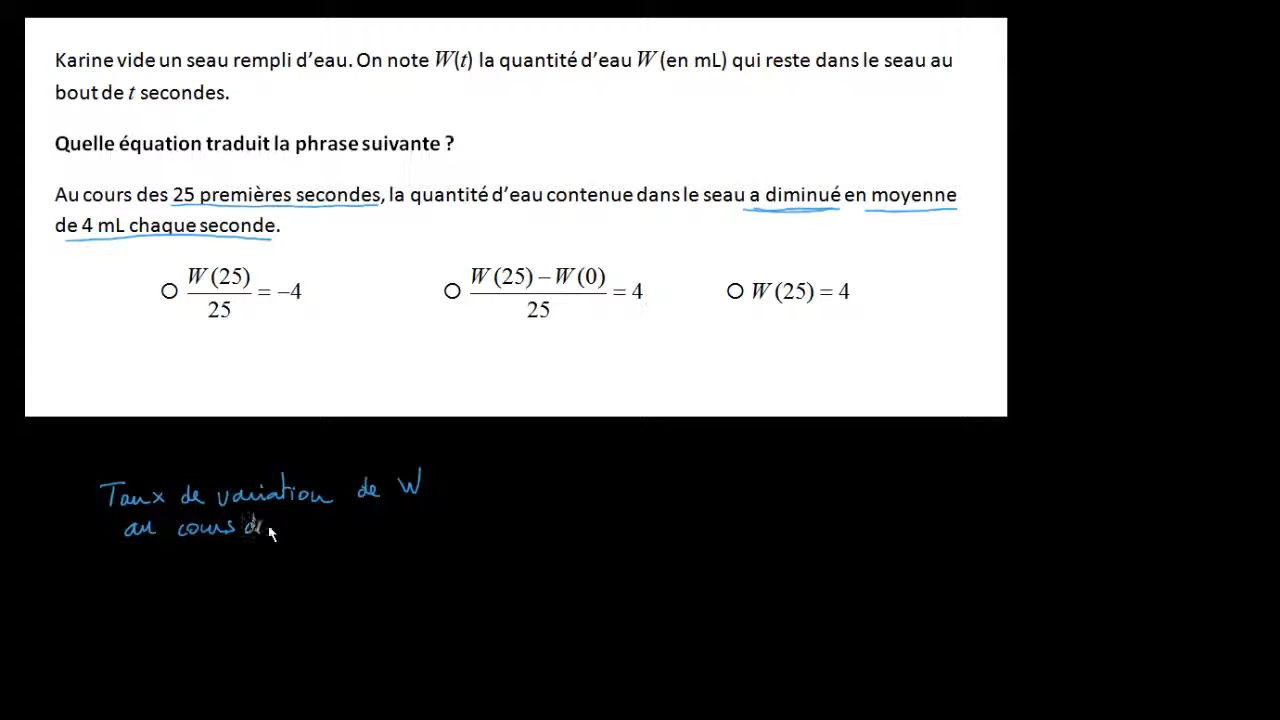 Karine vide un seau rempli d'eau. On note W(t) la quantité d'eau W (en mL) qui reste dans le seau au
bout de t secondes.
Quelle équation traduit la phrase suivante ?
Au cours des 25 premières secondes, la quantité d'eau contenue dans le seau a diminué en moyenne
de 4 mL chaque seconde.
W(25)/25 = −4
(W(25) − W(0))/25 = 4
W(25) = 4
Taux de variation de W
au cours de